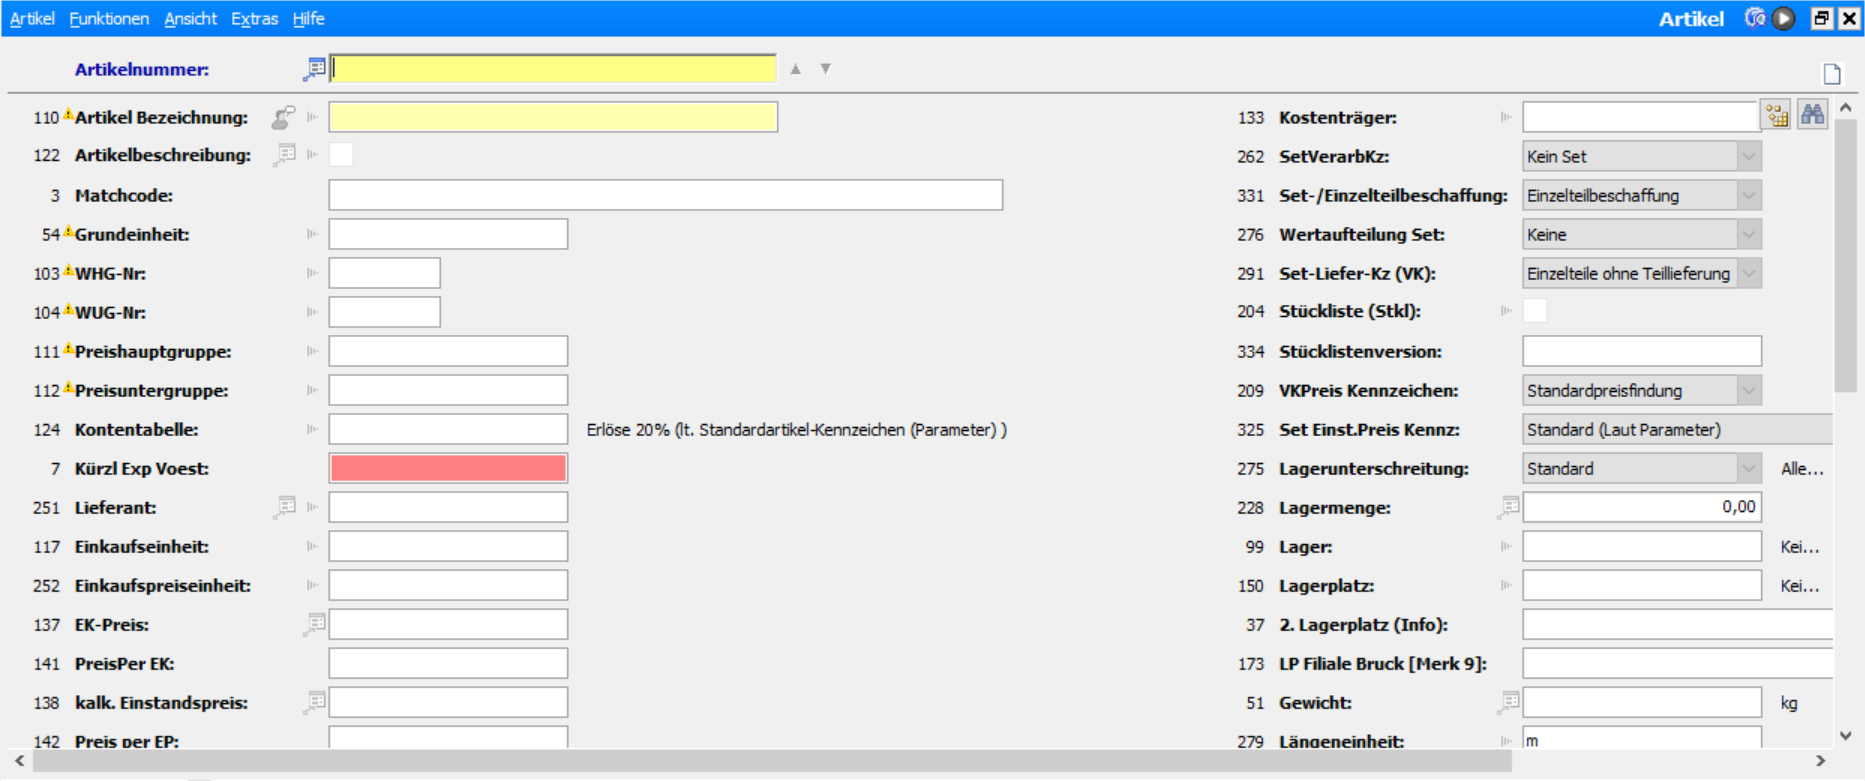 Artikel Funktionen Ansicht Extras Hilfe
Artikel
Artikelnummer:
110 Artikel Bezeichnung:
122 Artikelbeschreibung:
3 Matchcode:
54 Grundeinheit:
103 WHG-Nr:
104 WUG-Nr:
111 Preishauptgruppe:
112 Preisuntergruppe:
124 Kontentabelle: Erlöse 20% (lt. Standardartikel-Kennzeichen (Parameter) )
7 Kürzl Exp Voest:
251 Lieferant:
117 Einkaufseinheit:
252 Einkaufspreiseinheit:
137 EK-Preis:
141 PreisPer EK:
138 kalk. Einstandspreis:
142 Preis per EP:
133 Kostenträger:
262 SetVerarbKz: Kein Set
331 Set-/Einzelteilbeschaffung: Einzelteilbeschaffung
276 Wertaufteilung Set: Keine
291 Set-Liefer-Kz (VK): Einzelteile ohne Teillieferung
204 Stückliste (Stkl):
334 Stücklistenversion:
209 VKPreis Kennzeichen: Standardpreisfindung
325 Set Einst.Preis Kennz: Standard (Laut Parameter)
275 Lagerunterschreitung: Standard Alle...
228 Lagermenge: 0,00
99 Lager: Kei...
150 Lagerplatz: Kei...
37 2. Lagerplatz (Info):
173 LP Filiale Bruck [Merk 9]:
51 Gewicht: kg
279 Längeneinheit: m